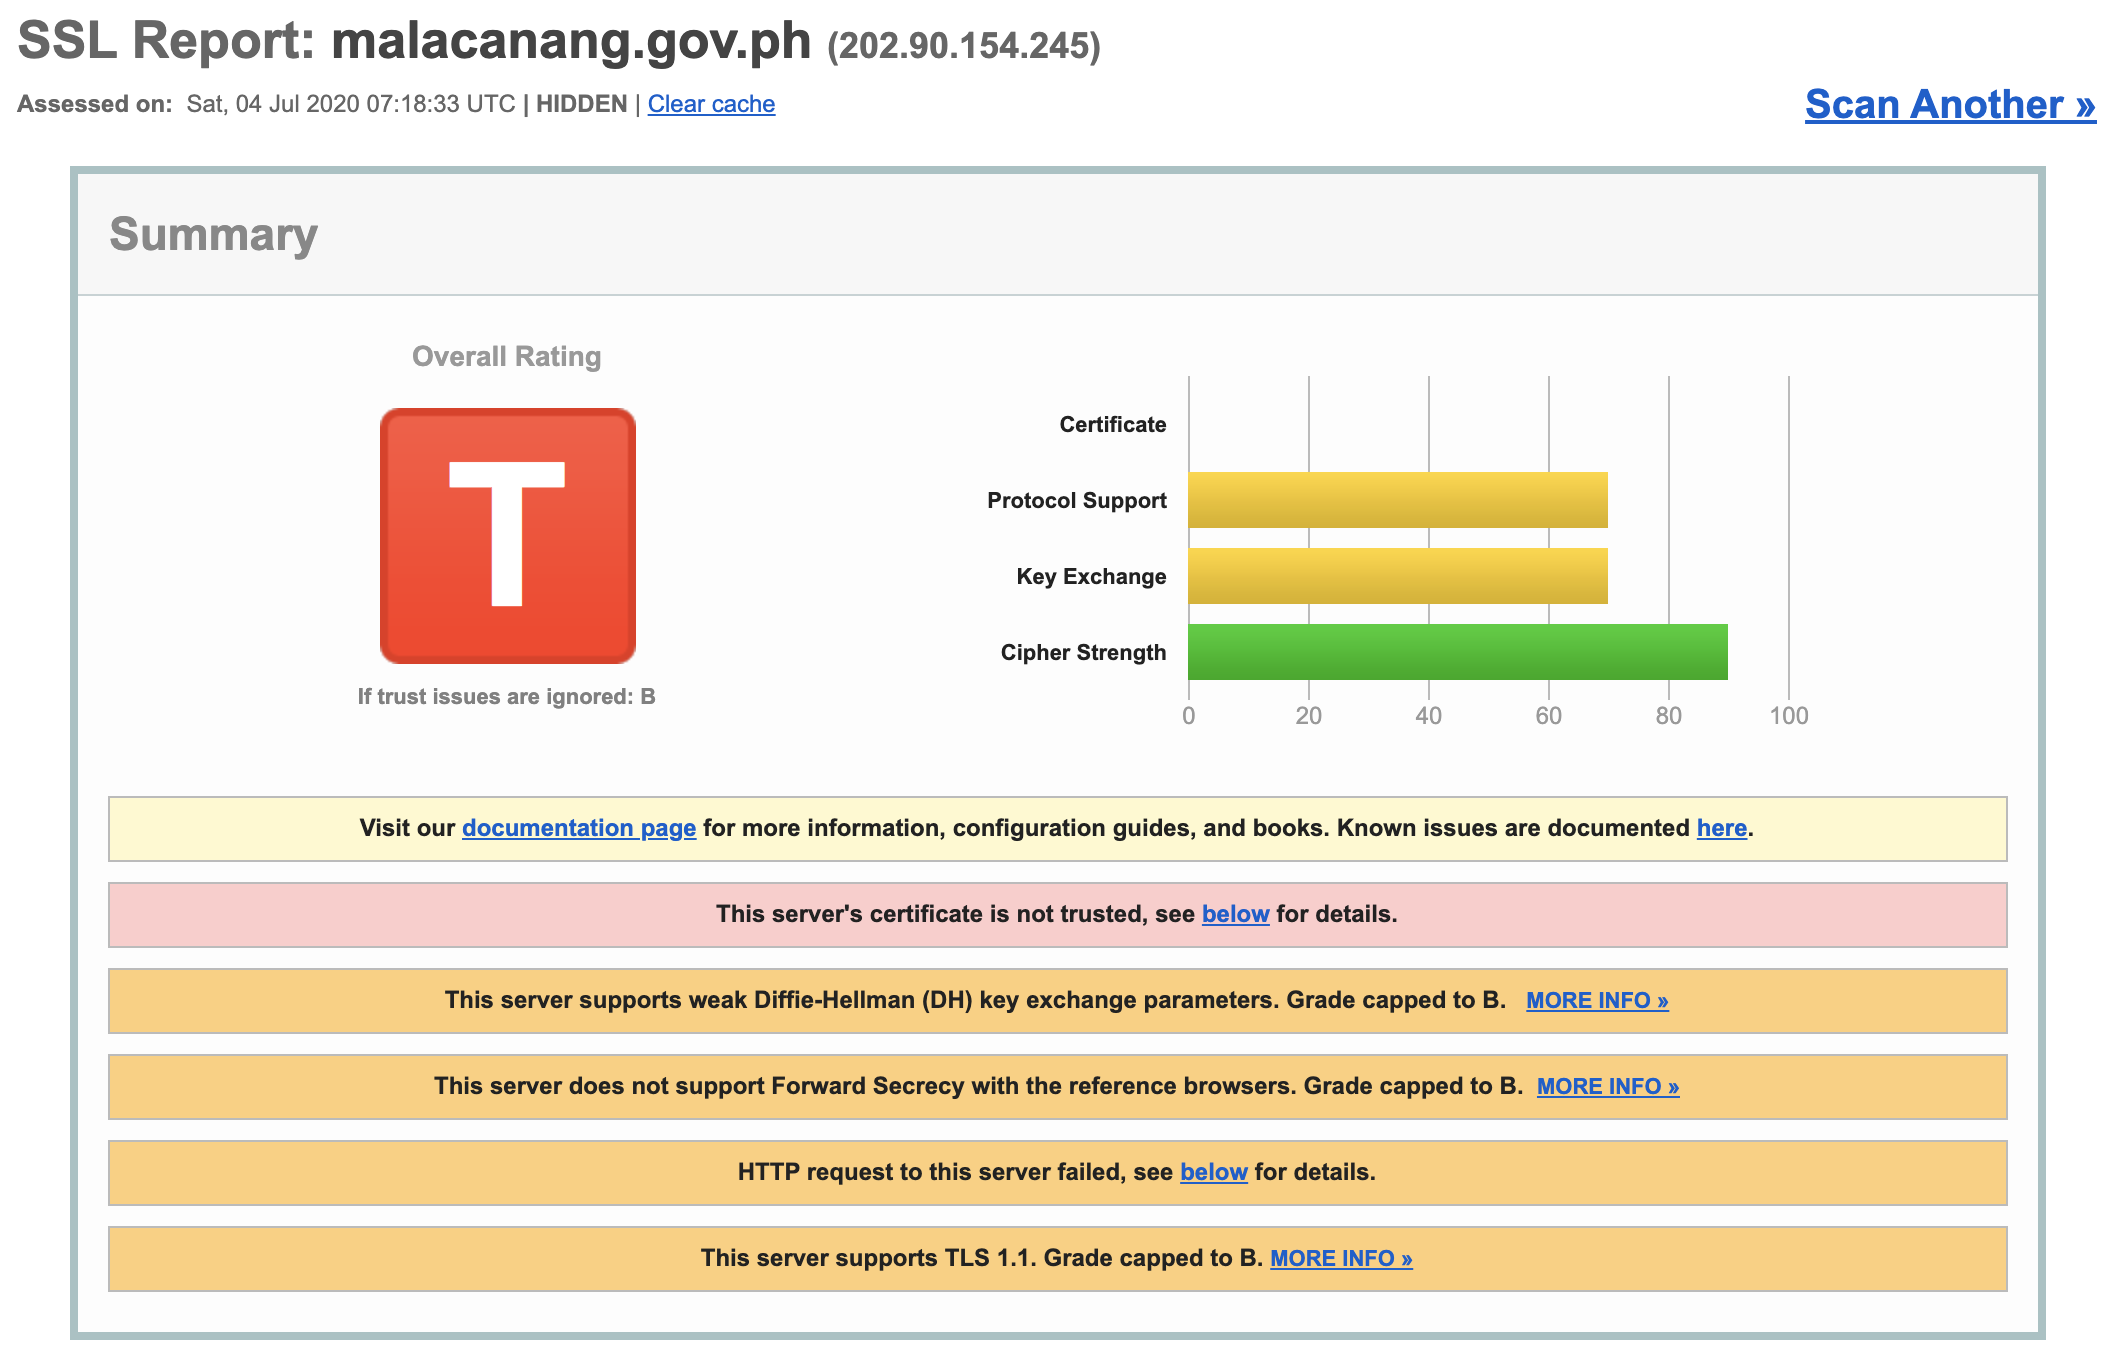 SSL Report: malacanang.gov.ph (202.90.154.245)
Assessed on: Sat, 04 Jul 2020 07:18:33 UTC | HIDDEN | Clear cache
Scan Another »
Summary
Overall Rating
T
If trust issues are ignored: B
Certificate
Protocol Support
Key Exchange
Cipher Strength
0 20 40 60 80 100
Visit our documentation page for more information, configuration guides, and books. Known issues are documented here.
This server's certificate is not trusted, see below for details.
This server supports weak Diffie-Hellman (DH) key exchange parameters. Grade capped to B. MORE INFO »
This server does not support Forward Secrecy with the reference browsers. Grade capped to B. MORE INFO »
HTTP request to this server failed, see below for details.
This server supports TLS 1.1. Grade capped to B. MORE INFO »